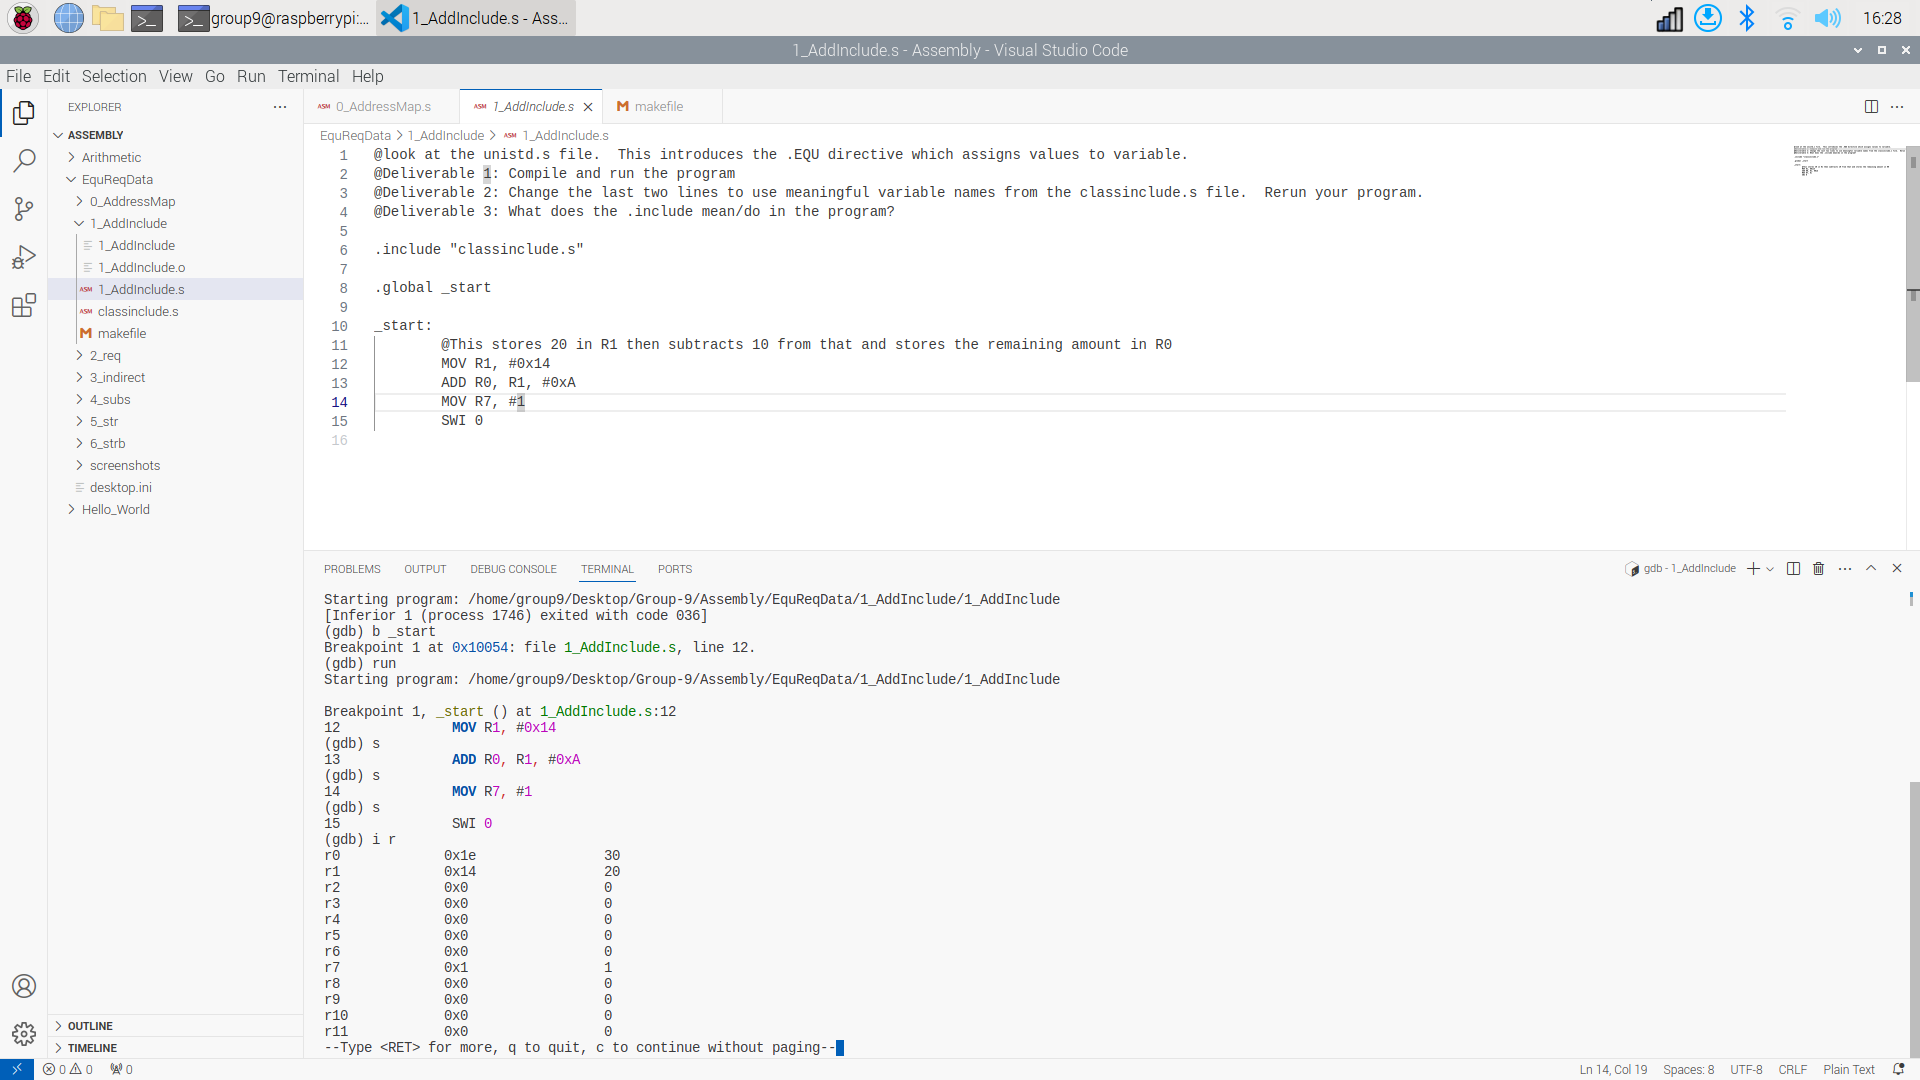 group9@raspberrypi:...
1_AddInclude.s - Ass...
16:28
1_AddInclude.s - Assembly - Visual Studio Code
File Edit Selection View Go Run Terminal Help
EXPLORER
ASSEMBLY
Arithmetic
EquReqData
0_AddressMap
1_AddInclude
1_AddInclude
1_AddInclude.o
ASM 1_AddInclude.s
ASM classinclude.s
M makefile
2_req
3_indirect
4_subs
5_str
6_strb
screenshots
desktop.ini
Hello_World
OUTLINE
TIMELINE
ASM 0_AddressMap.s
ASM 1_AddInclude.s
M makefile
EquReqData > 1_AddInclude > ASM 1_AddInclude.s
1 @look at the unistd.s file.  This introduces the .EQU directive which assigns values to variable.
2 @Deliverable 1: Compile and run the program
3 @Deliverable 2: Change the last two lines to use meaningful variable names from the classinclude.s file.  Rerun your program.
4 @Deliverable 3: What does the .include mean/do in the program?
5
6 .include "classinclude.s"
7
8 .global _start
9
10 _start:
11 @This stores 20 in R1 then subtracts 10 from that and stores the remaining amount in R0
12 MOV R1, #0x14
13 ADD R0, R1, #0xA
14 MOV R7, #1
15 SWI 0
16
PROBLEMS OUTPUT DEBUG CONSOLE TERMINAL PORTS
gdb - 1_AddInclude
Starting program: /home/group9/Desktop/Group-9/Assembly/EquReqData/1_AddInclude/1_AddInclude
[Inferior 1 (process 1746) exited with code 036]
(gdb) b _start
Breakpoint 1 at 0x10054: file 1_AddInclude.s, line 12.
(gdb) run
Starting program: /home/group9/Desktop/Group-9/Assembly/EquReqData/1_AddInclude/1_AddInclude
Breakpoint 1, _start () at 1_AddInclude.s:12
12 MOV R1, #0x14
(gdb) s
13 ADD R0, R1, #0xA
(gdb) s
14 MOV R7, #1
(gdb) s
15 SWI 0
(gdb) i r
r0 0x1e 30
r1 0x14 20
r2 0x0 0
r3 0x0 0
r4 0x0 0
r5 0x0 0
r6 0x0 0
r7 0x1 1
r8 0x0 0
r9 0x0 0
r10 0x0 0
r11 0x0 0
--Type <RET> for more, q to quit, c to continue without paging--
0 0 0
Ln 14, Col 19 Spaces: 8 UTF-8 CRLF Plain Text